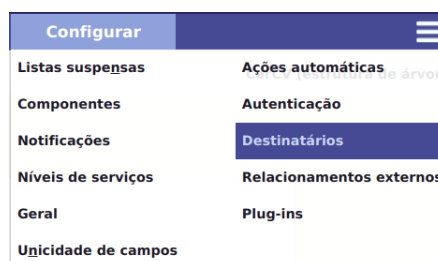 Configurar
Listas suspensas
Ações automáticas
Componentes
Autenticação
Notificações
Destinatários
Níveis de serviços
Relacionamentos externos
Geral
Plug-ins
Unicidade de campos